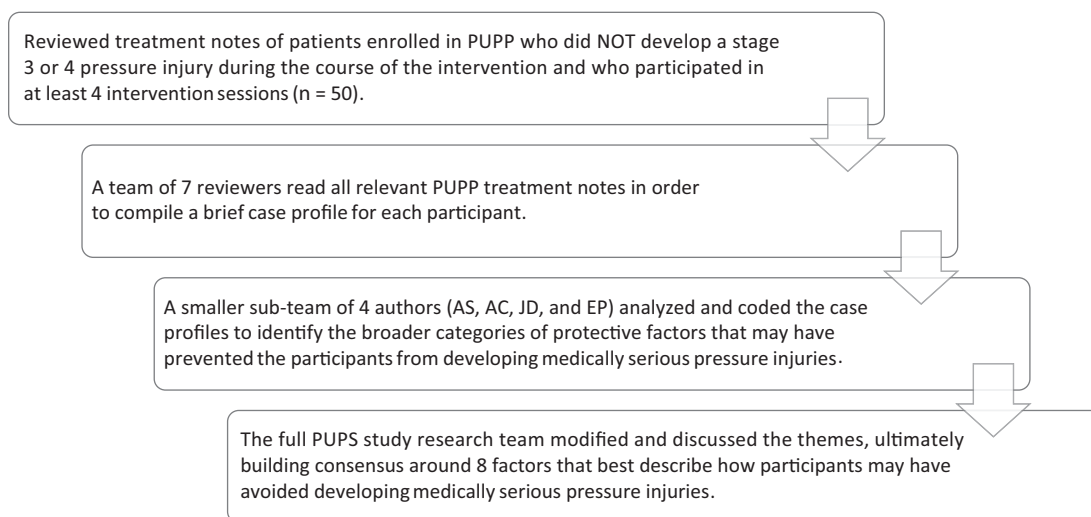 Reviewed treatment notes of patients enrolled in PUPP who did NOT develop a stage
3 or 4 pressure injury during the course of the intervention and who participated in
at least 4 intervention sessions (n = 50).
A team of 7 reviewers read all relevant PUPP treatment notes in order
to compile a brief case profile for each participant.
A smaller sub-team of 4 authors (AS, AC, JD, and EP) analyzed and coded the case
profiles to identify the broader categories of protective factors that may have
prevented the participants from developing medically serious pressure injuries.
The full PUPS study research team modified and discussed the themes, ultimately
building consensus around 8 factors that best describe how participants may have
avoided developing medically serious pressure injuries.